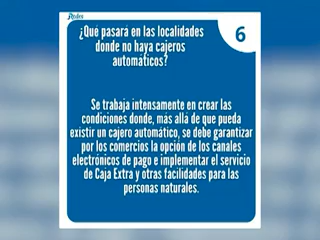 6
¿Qué pasará en las localidades
donde no haya cajeros
automáticos?
Se trabaja intensamente en crear las
condiciones donde, más allá de que pueda
existir un cajero automático, se debe garantizar
por los comercios la opción de los canales
electrónicos de pago e implementar el servicio
de Caja Extra y otras facilidades para las
personas naturales.